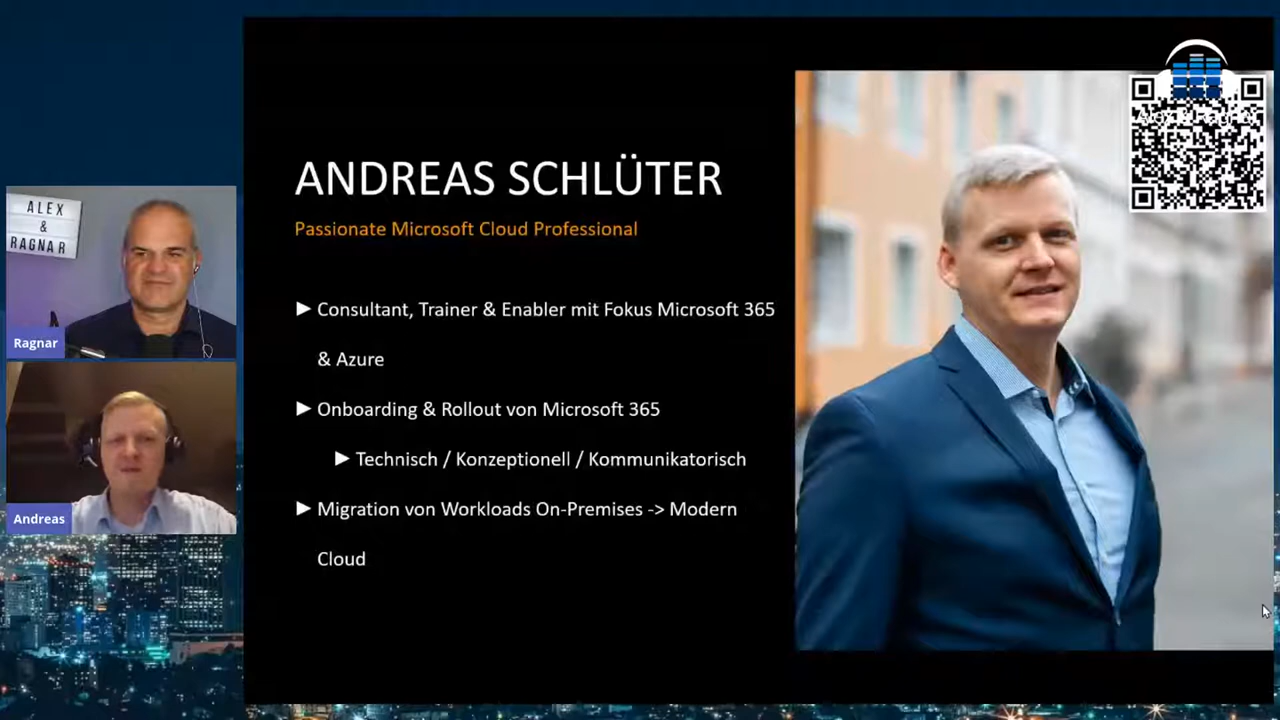 ALEX
&
RAGNAR
Ragnar
Andreas
ANDREAS SCHLÜTER
Passionate Microsoft Cloud Professional
Consultant, Trainer & Enabler mit Fokus Microsoft 365
& Azure
Onboarding & Rollout von Microsoft 365
Technisch / Konzeptionell / Kommunikatorisch
Migration von Workloads On-Premises -> Modern
Cloud